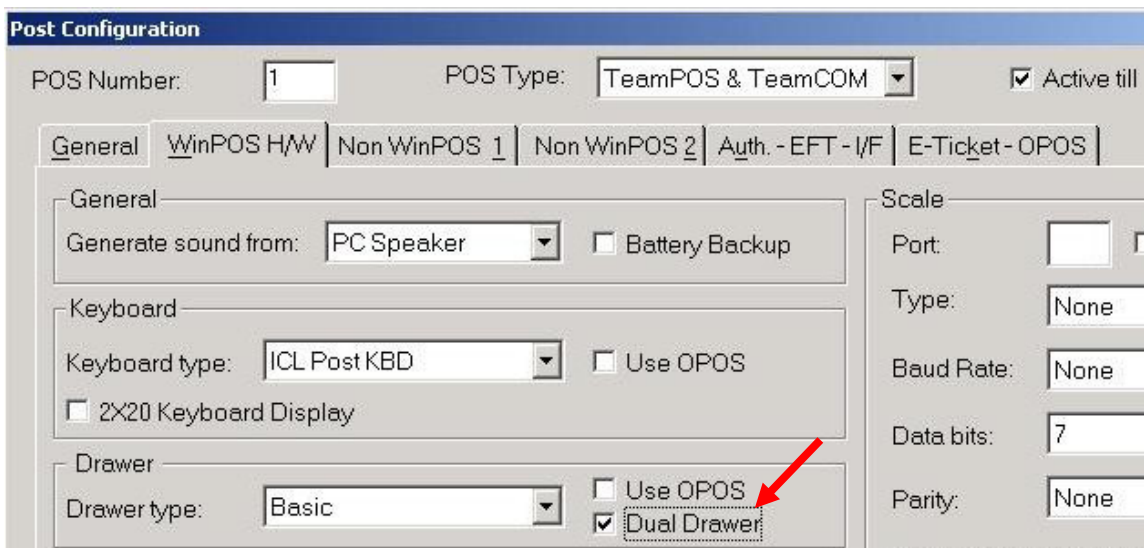 Post Configuration
POS Number: 1 POS Type: TeamPOS & TeamCOM Active till
General WinPOS H/W Non WinPOS 1 Non WinPOS 2 Auth. - EFT - I/F E-Ticket - OPOS
General
Generate sound from: PC Speaker Battery Backup
Keyboard
Keyboard type: ICL Post KBD Use OPOS
2X20 Keyboard Display
Drawer
Drawer type: Basic Use OPOS
Dual Drawer
Scale
Port:
Type: None
Baud Rate: None
Data bits: 7
Parity: None